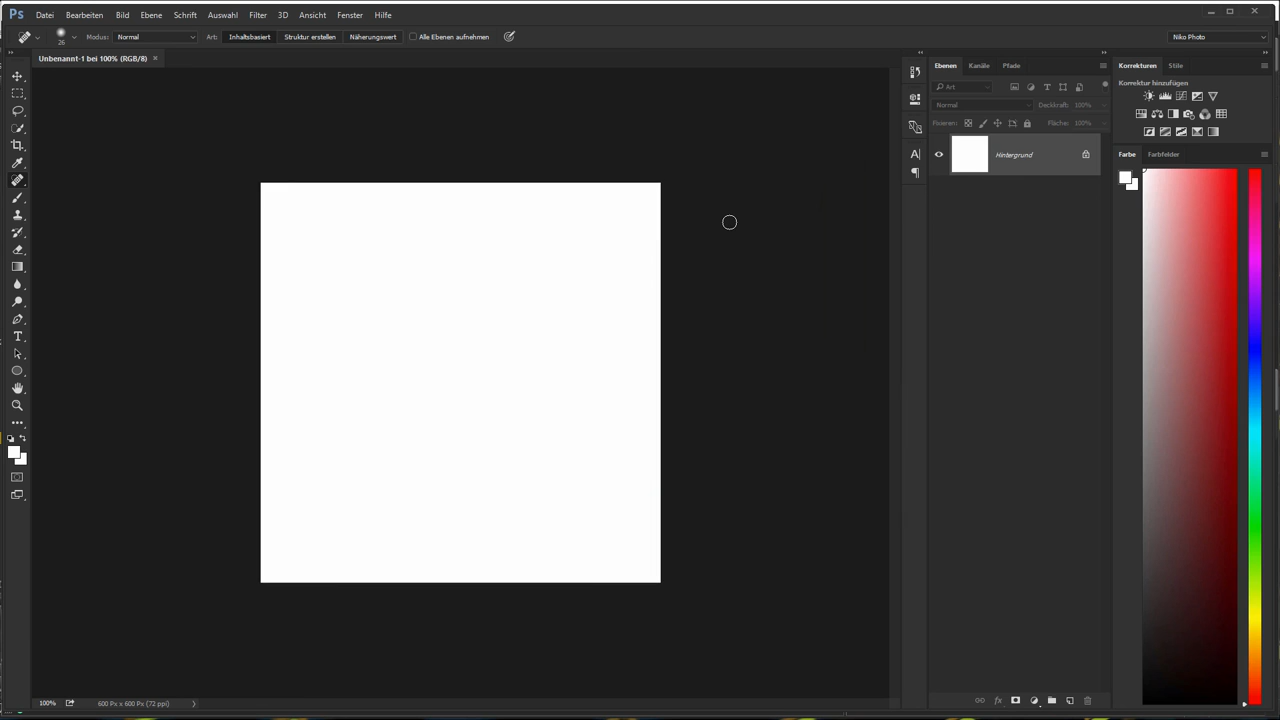 Ps Datei Bearbeiten Bild Ebene Schrift Auswahl Filter 3D Ansicht Fenster Hilfe
26 Modus: Normal Art: Inhaltsbasiert Struktur erstellen Näherungswert Alle Ebenen aufnehmen Niko Photo
Unbenannt-1 bei 100% (RGB/8) ×
Ebenen Kanäle Pfade
Art
Normal Deckkraft: 100%
Fixieren: Fläche: 100%
Hintergrund
Korrekturen Stile
Korrektur hinzufügen
Farbe Farbfelder
100% 600 Px x 600 Px (72 ppi)